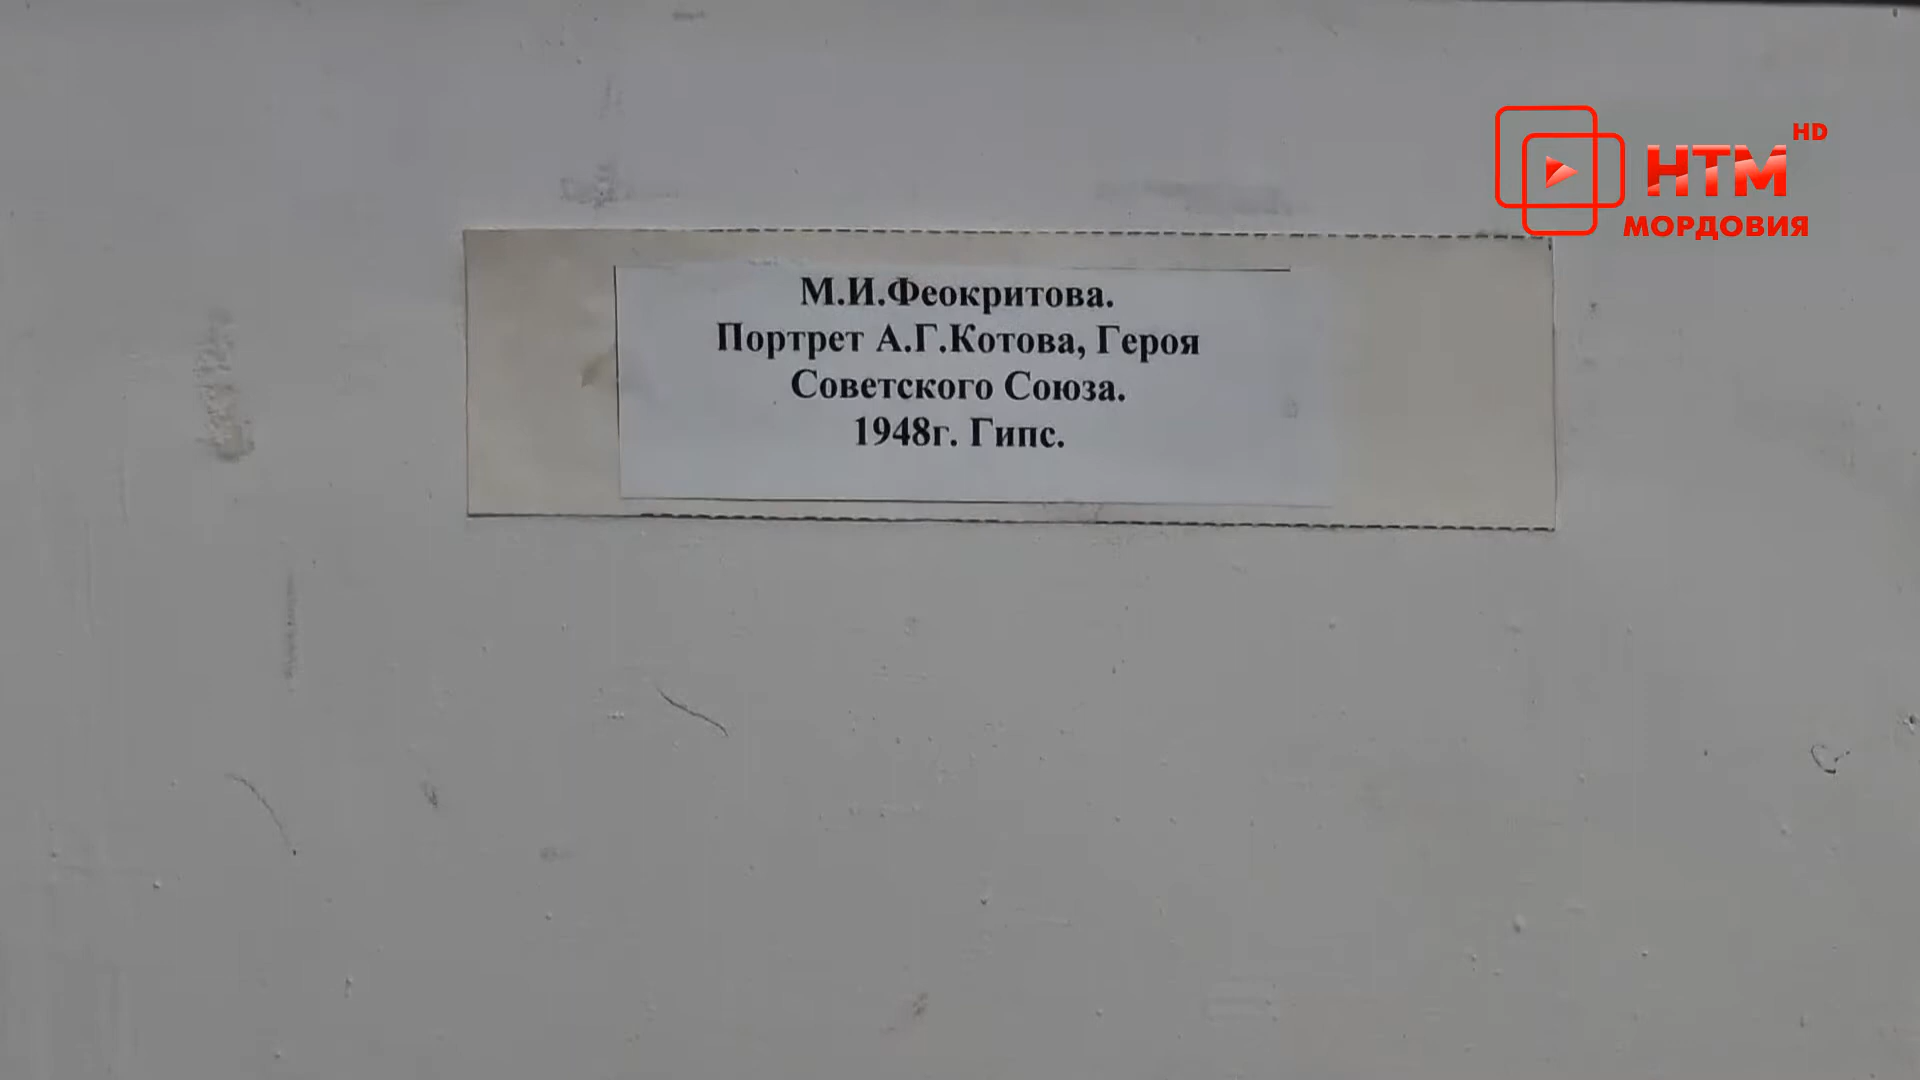 HD
НТМ
МОРДОВИЯ
М.И.Феокритова.
Портрет А.Г.Котова, Героя
Советского Союза.
1948г. Гипс.